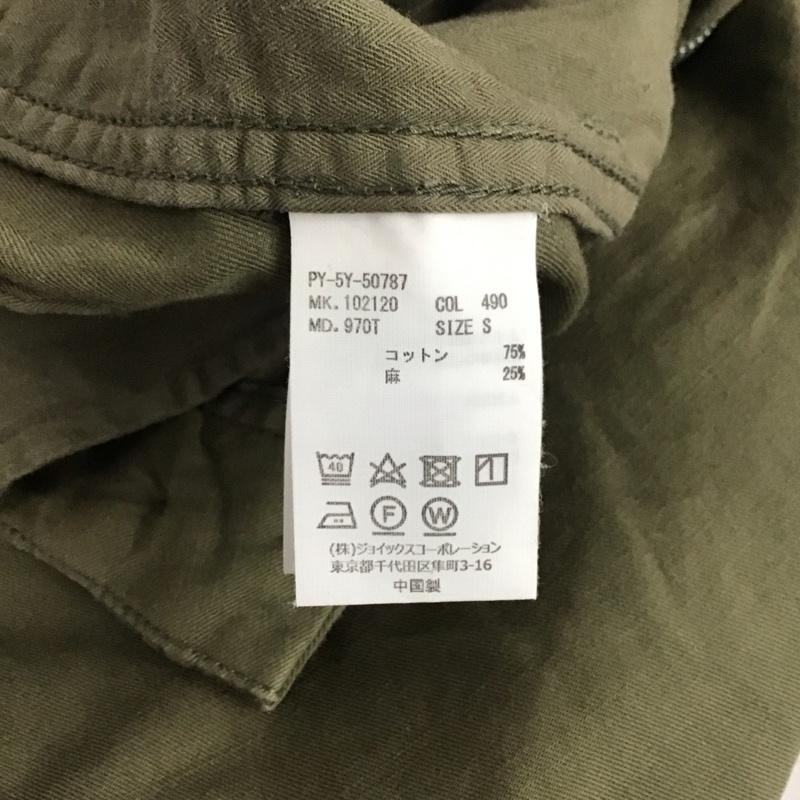 PY-5Y-50787
MK.102120 COL 490
MD.970T SIZE S
コットン 75%
麻 25%
40
F W
(株)ジョイックスコーポレーション
東京都千代田区隼町3-16
中国製